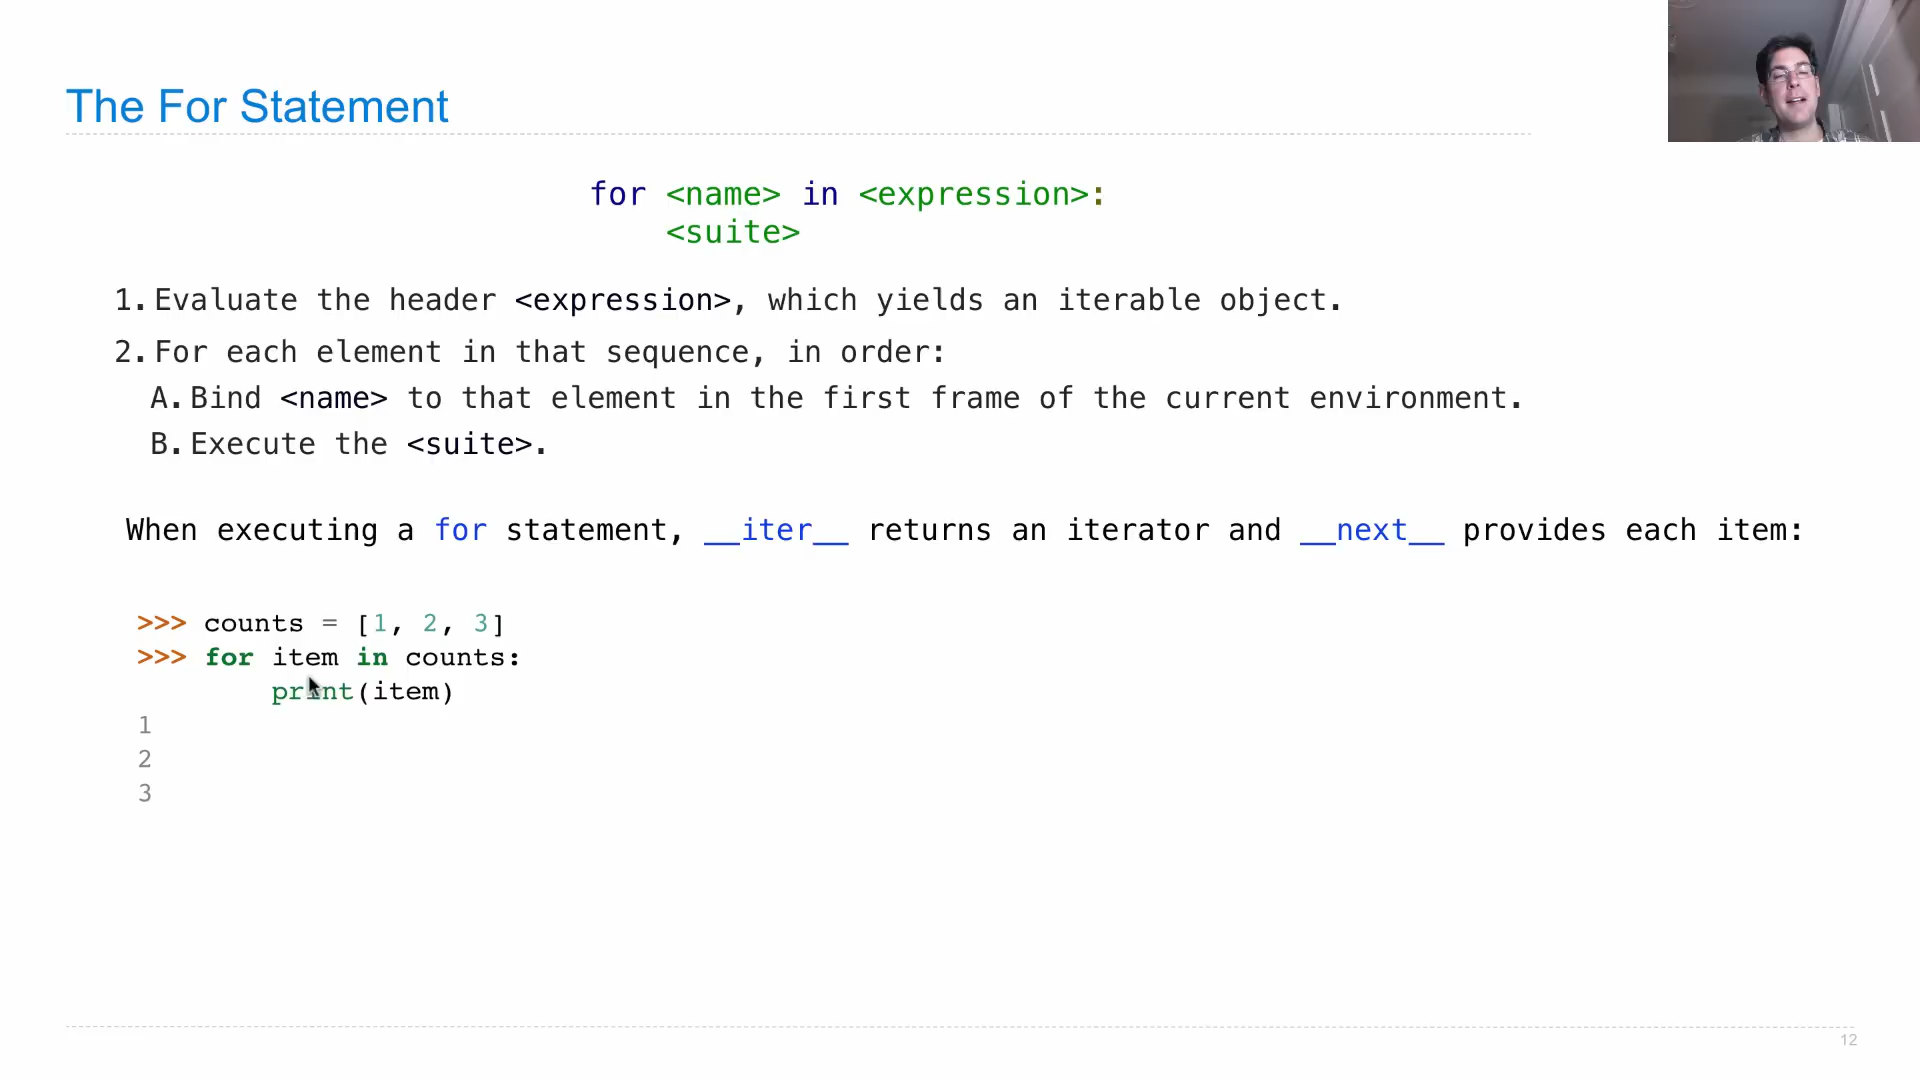 The For Statement
for <name> in <expression>:
<suite>
1. Evaluate the header <expression>, which yields an iterable object.
2. For each element in that sequence, in order:
A. Bind <name> to that element in the first frame of the current environment.
B. Execute the <suite>.
When executing a for statement, __iter__ returns an iterator and __next__ provides each item:
>>> counts = [1, 2, 3]
>>> for item in counts:
print(item)
1
2
3
12